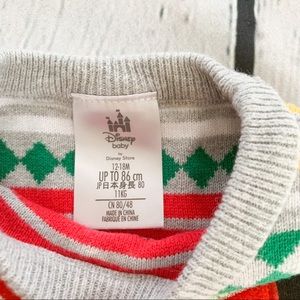 Disney
baby
by
Disney Store
12-18M
UP TO 86 cm
JP日本身長 80
11KG
CN 80/48
MADE IN CHINA
FABRIQUÉ EN CHINE